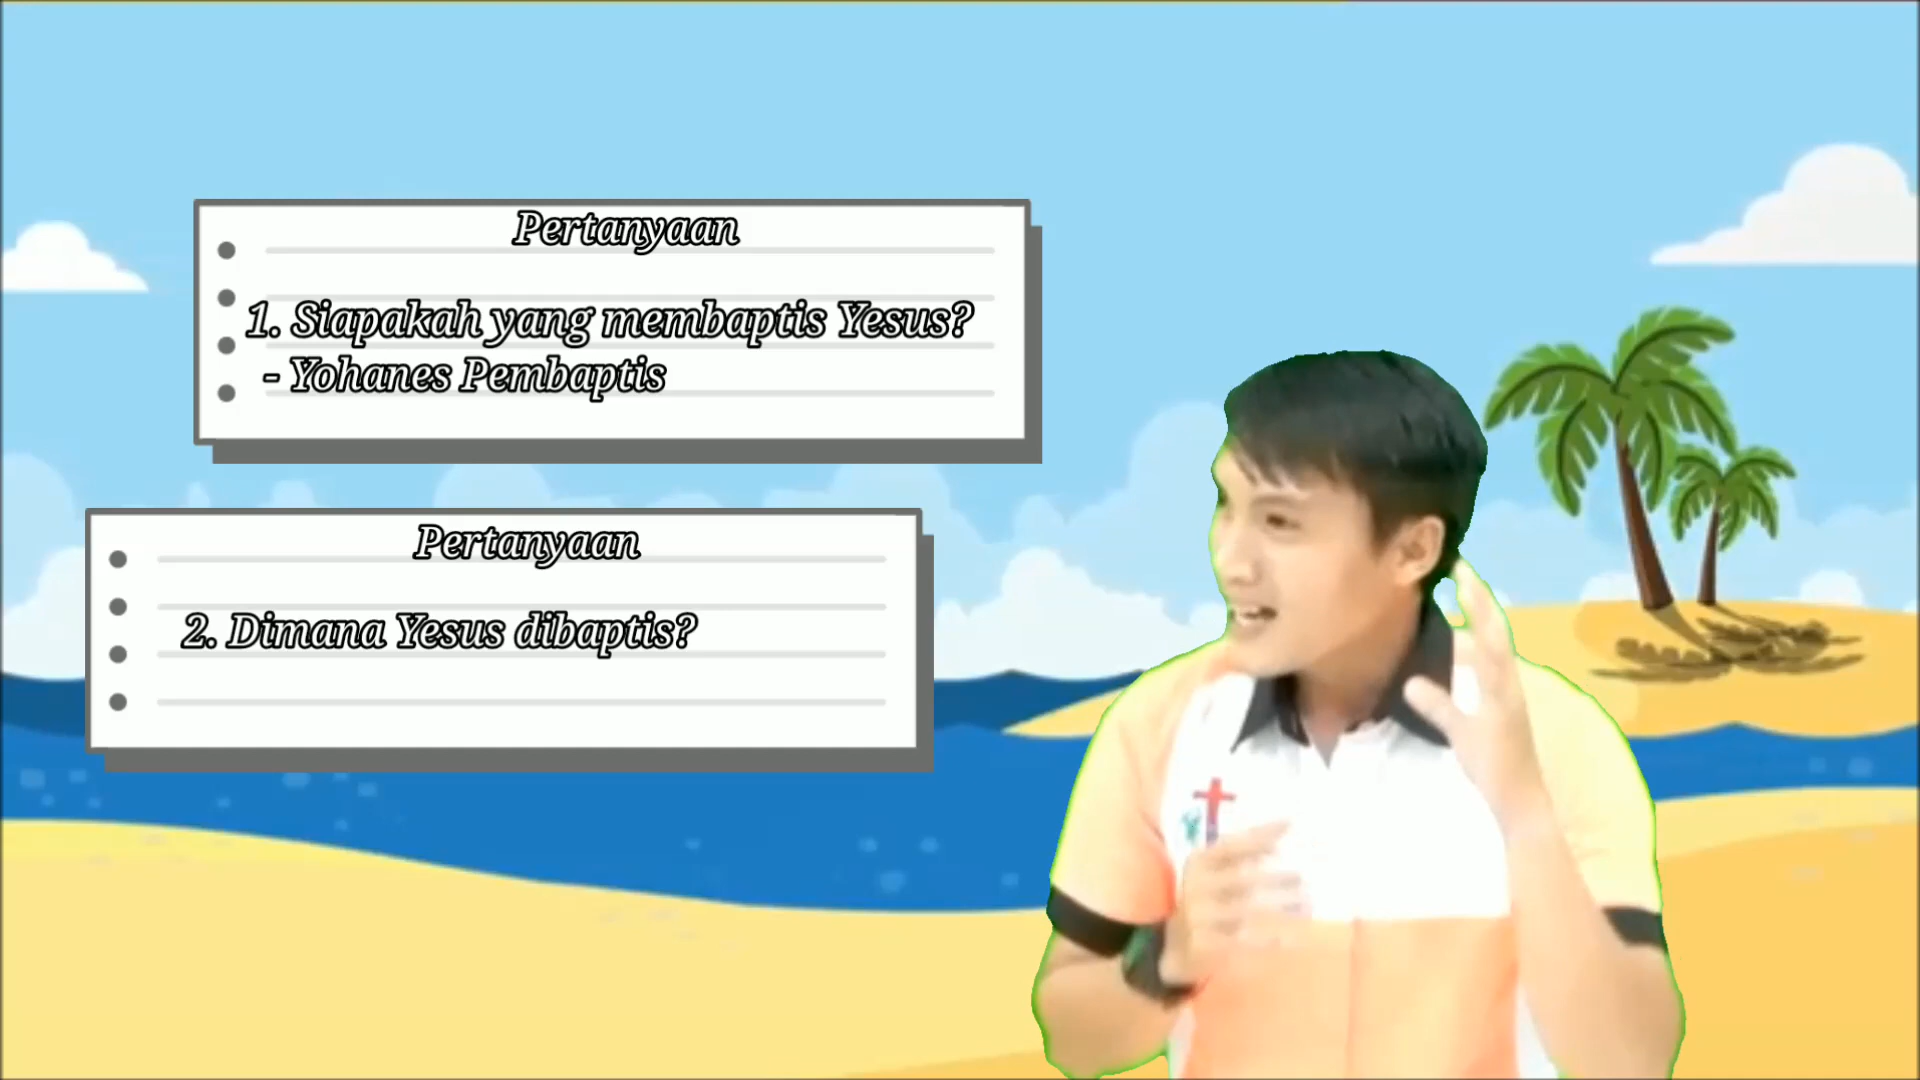 Pertanyaan
1. Siapakah yang membaptis Yesus?
- Yohanes Pembaptis
Pertanyaan
2. Dimana Yesus dibaptis?